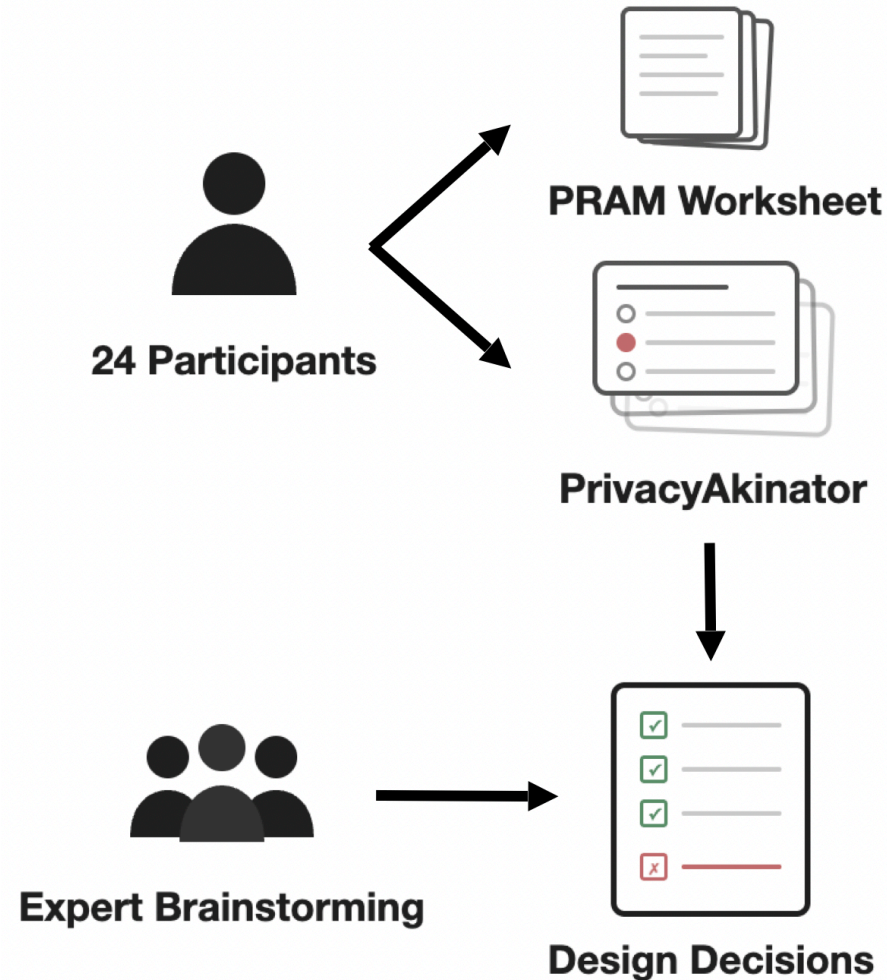 PRAM Worksheet
24 Participants
PrivacyAkinator
Expert Brainstorming
Design Decisions